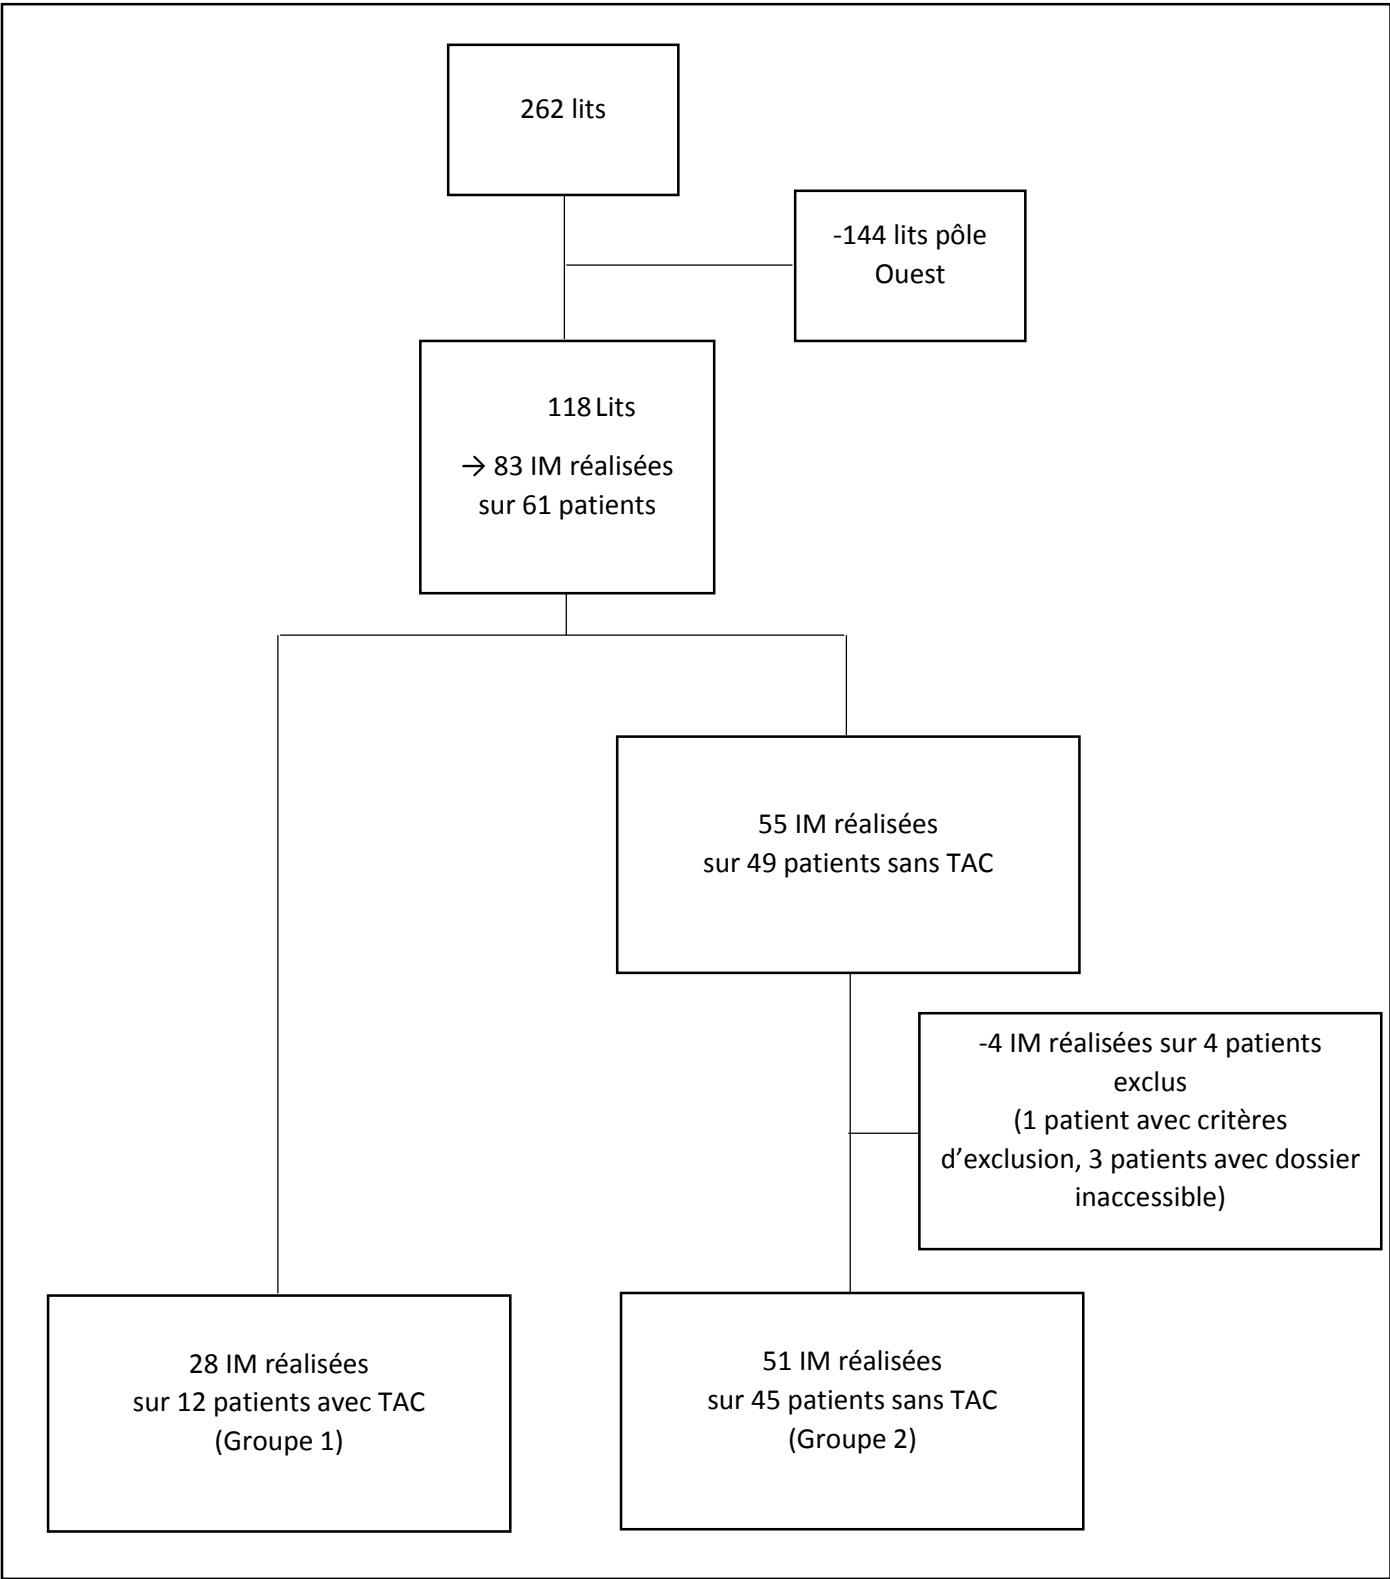 262 lits
-144 lits pôle
Ouest
118 Lits
→ 83 IM réalisées
sur 61 patients
55 IM réalisées
sur 49 patients sans TAC
-4 IM réalisées sur 4 patients
exclus
(1 patient avec critères
d’exclusion, 3 patients avec dossier
inaccessible)
28 IM réalisées
sur 12 patients avec TAC
(Groupe 1)
51 IM réalisées
sur 45 patients sans TAC
(Groupe 2)